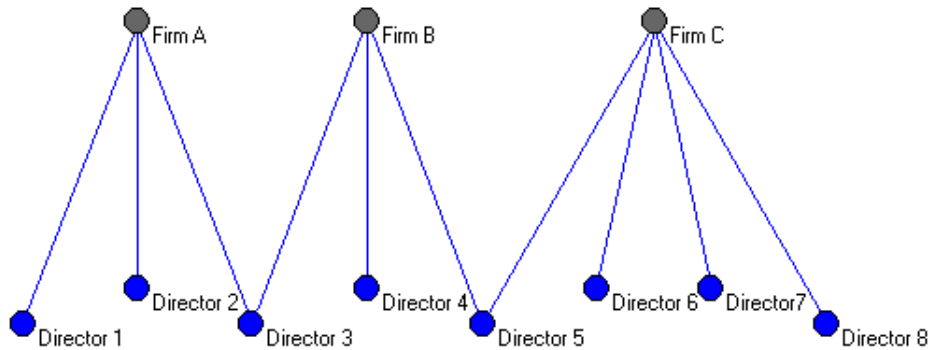 Firm A
Firm B
Firm C
Director 2
Director 4
Director 6
Director7
Director 1
Director 3
Director 5
Director 8